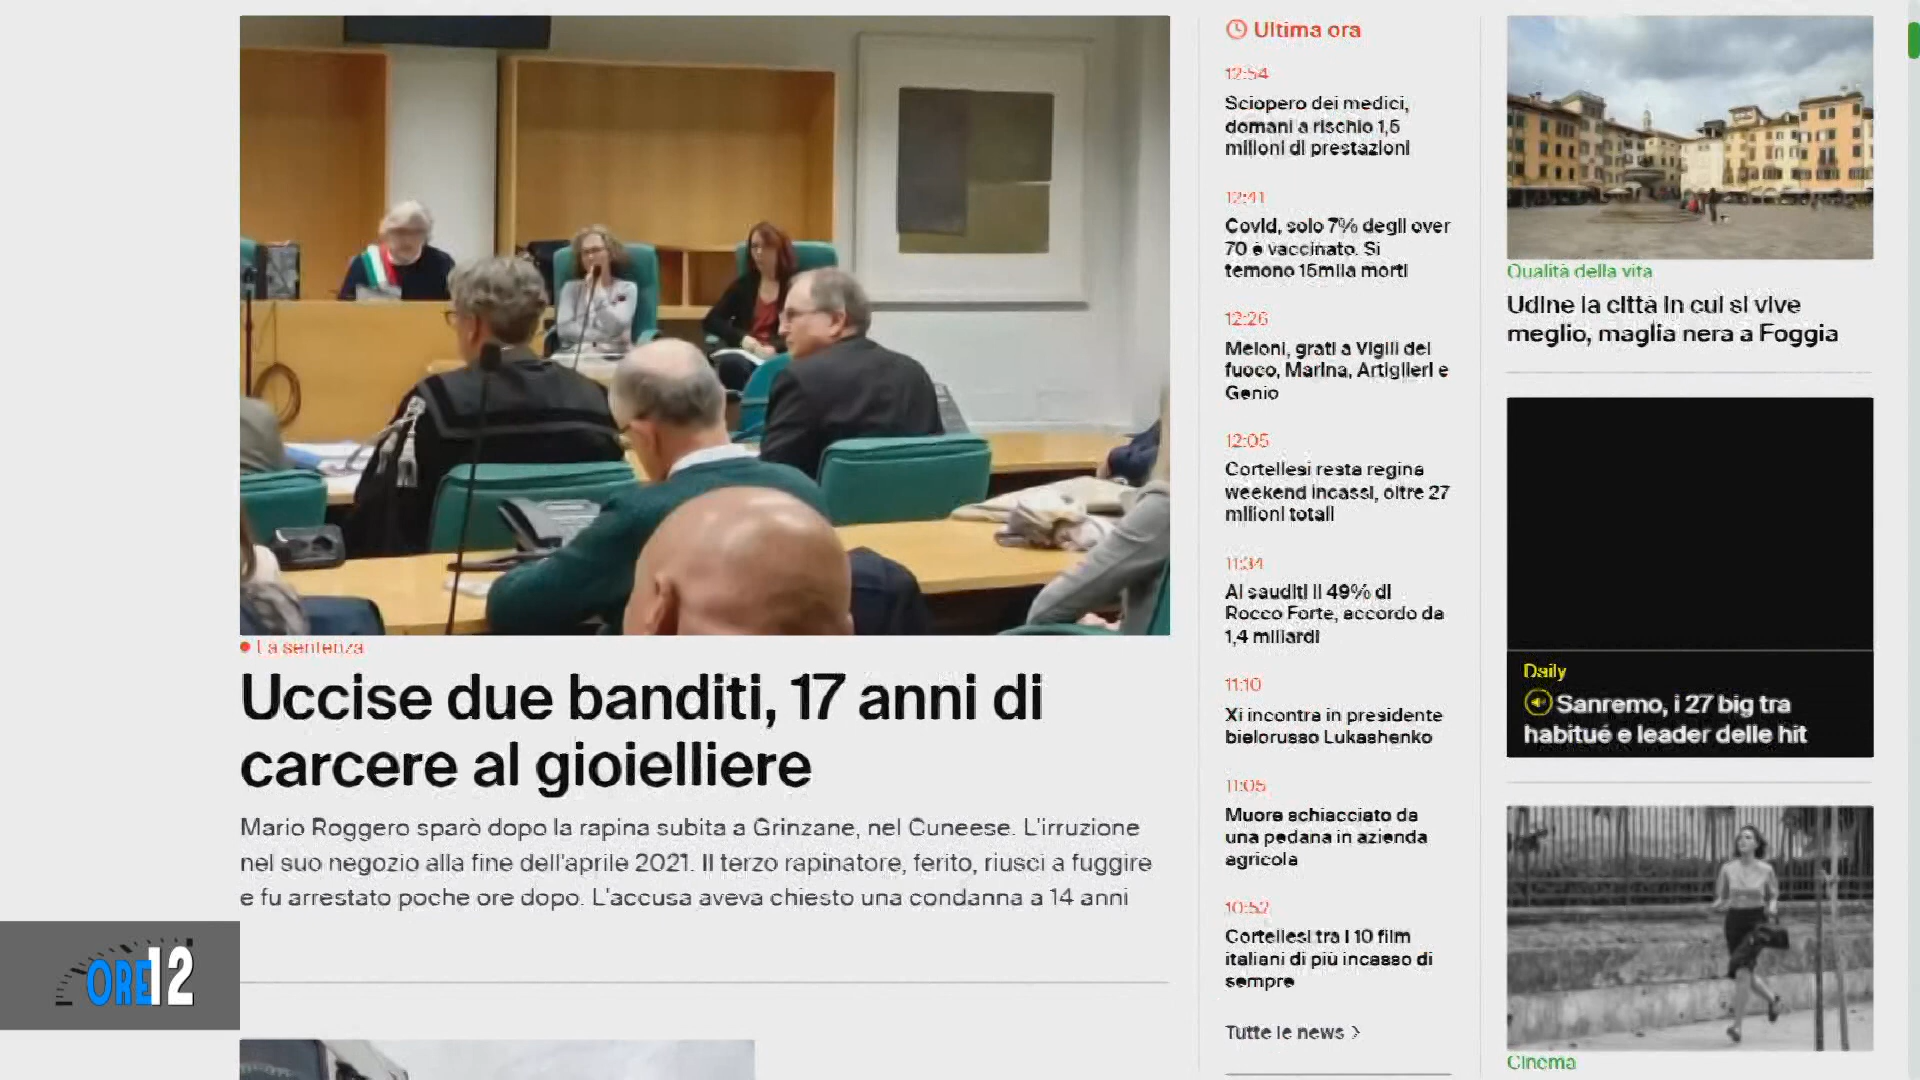 La sentenza
Uccise due banditi, 17 anni di
carcere al gioielliere
Mario Roggero sparò dopo la rapina subita a Grinzane, nel Cuneese. L'irruzione
nel suo negozio alla fine dell'aprile 2021. Il terzo rapinatore, ferito, riuscì a fuggire
e fu arrestato poche ore dopo. L'accusa aveva chiesto una condanna a 14 anni
ORE12
Ultima ora
12:54
Sciopero dei medici,
domani a rischio 1,5
milioni di prestazioni
12:41
Covid, solo 7% degli over
70 è vaccinato. Si
temono 15mila morti
12:26
Meloni, grati a Vigili del
fuoco, Marina, Artiglieri e
Genio
12:05
Cortellesi resta regina
weekend incassi, oltre 27
milioni totali
11:34
Ai sauditi il 49% di
Rocco Forte, accordo da
1,4 miliardi
11:10
Xi incontra in presidente
bielorusso Lukashenko
11:05
Muore schiacciato da
una pedana in azienda
agricola
10:52
Cortellesi tra i 10 film
italiani di più incasso di
sempre
Tutte le news >
Qualità della vita
Udine la città in cui si vive
meglio, maglia nera a Foggia
Daily
Sanremo, i 27 big tra
habitué e leader delle hit
Cinema